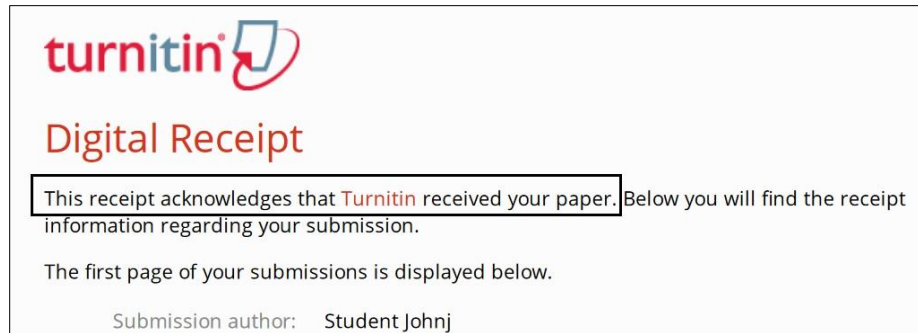 turnitin
Digital Receipt
This receipt acknowledges that Turnitin received your paper. Below you will find the receipt
information regarding your submission.
The first page of your submissions is displayed below.
Submission author: Student Johnj